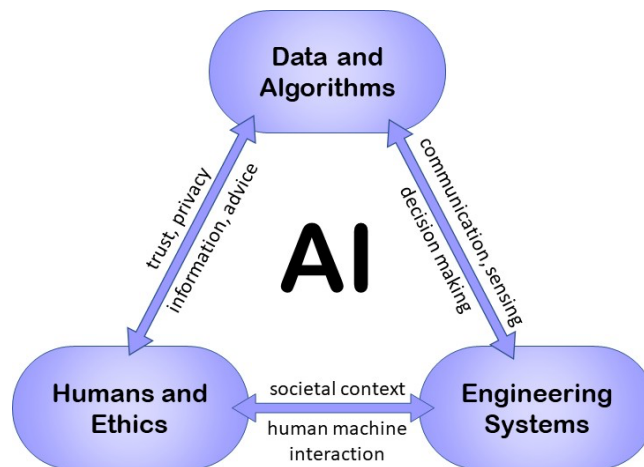 Data and
Algorithms
trust, privacy
information, advice
communication, sensing
decision making
AI
Humans and
Ethics
societal context
human machine
interaction
Engineering
Systems